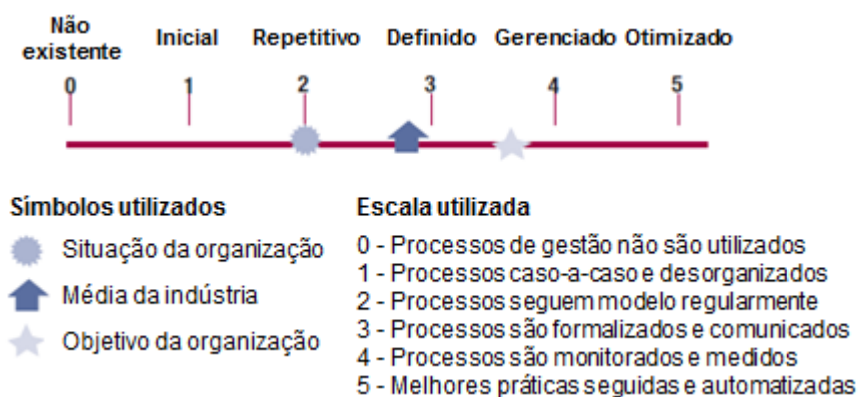 Não existente
Inicial
Repetitivo
Definido
Gerenciado
Otimizado
0
1
2
3
4
5
Símbolos utilizados
Situação da organização
Média da indústria
Objetivo da organização
Escala utilizada
0 - Processos de gestão não são utilizados
1 - Processos caso-a-caso e desorganizados
2 - Processos seguem modelo regularmente
3 - Processos são formalizados e comunicados
4 - Processos são monitorados e medidos
5 - Melhores práticas seguidas e automatizadas